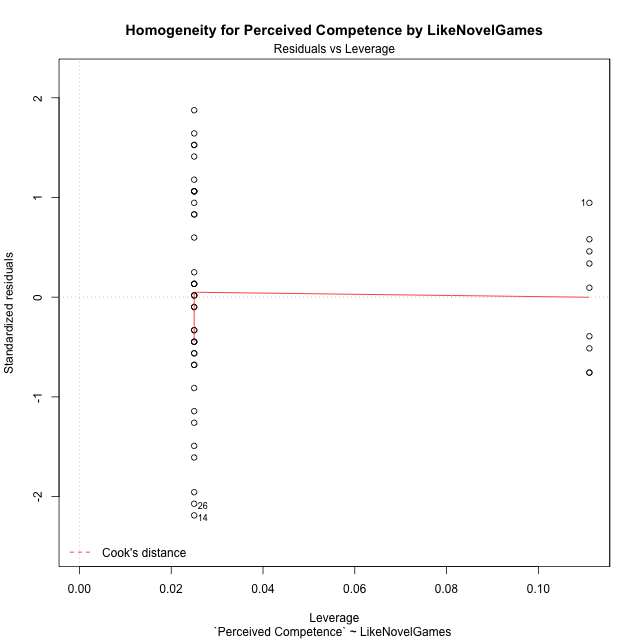 Homogeneity for Perceived Competence by LikeNovelGames
Residuals vs Leverage
2
1
0
-1
-2
Standardized residuals
1
26
14
Cook's distance
0.00 0.02 0.04 0.06 0.08 0.10
Leverage
`Perceived Competence` ~ LikeNovelGames